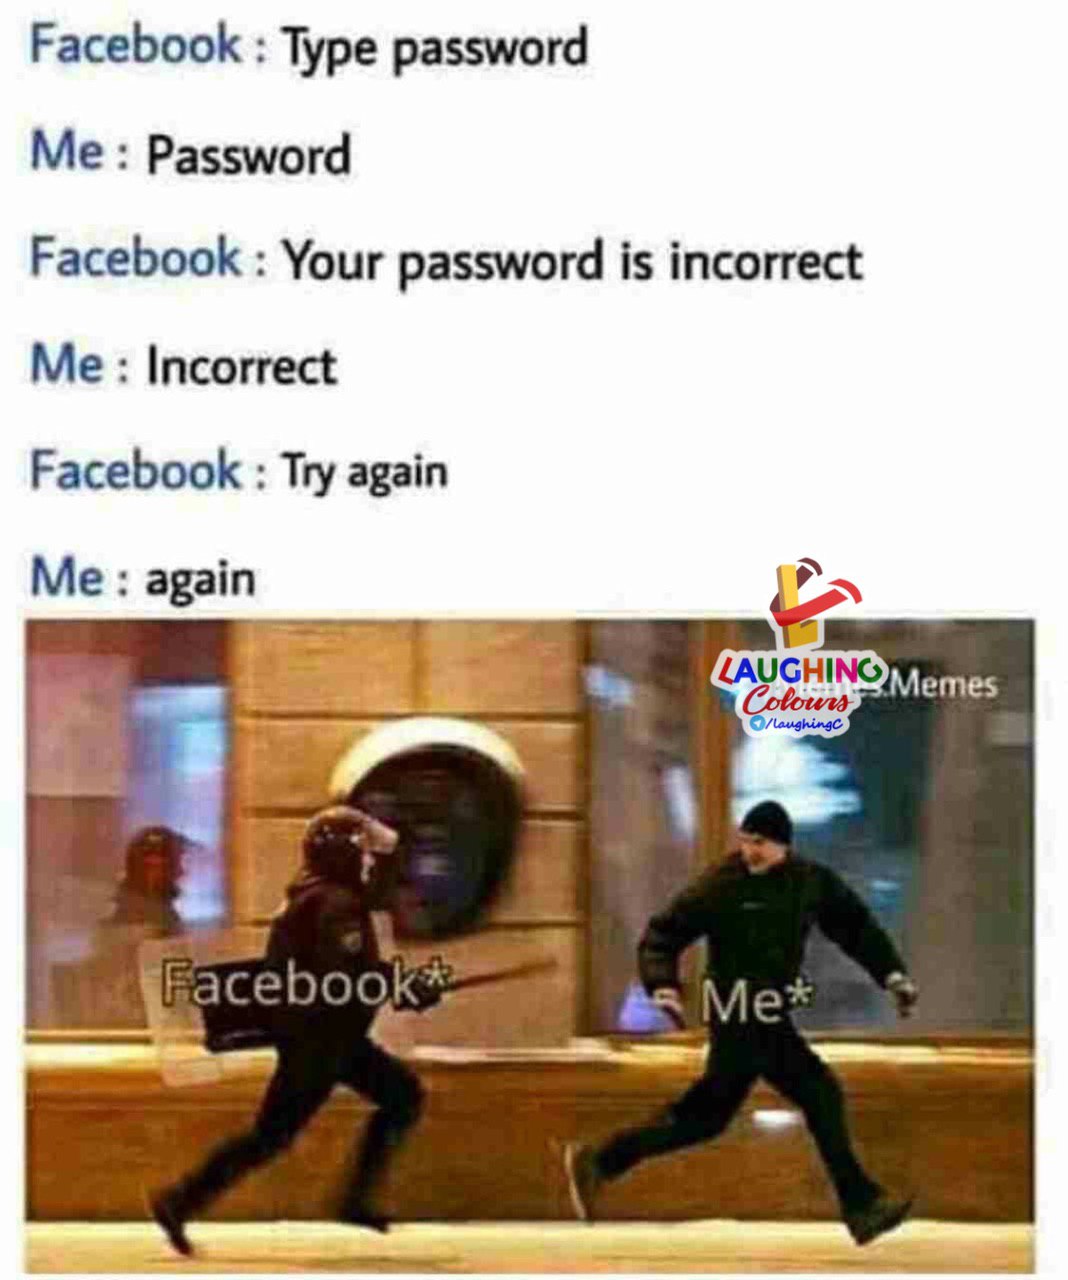 Facebook : Type password
Me : Password
Facebook : Your password is incorrect
Me : Incorrect
Facebook : Try again
Me : again
LAUGHING
Colours
/laughingC
.Memes
Facebook*
Me*